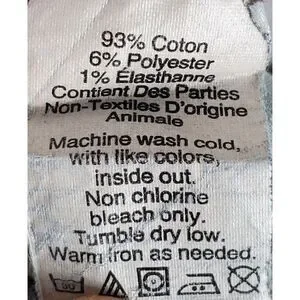 93% Coton
6% Polyester
1% Élasthanne
Contient Des Parties
Non-Textiles D'origine
Animale
Machine wash cold,
with like colors,
inside out.
Non chlorine
bleach only.
Tumble dry low.
Warm iron as needed.
30